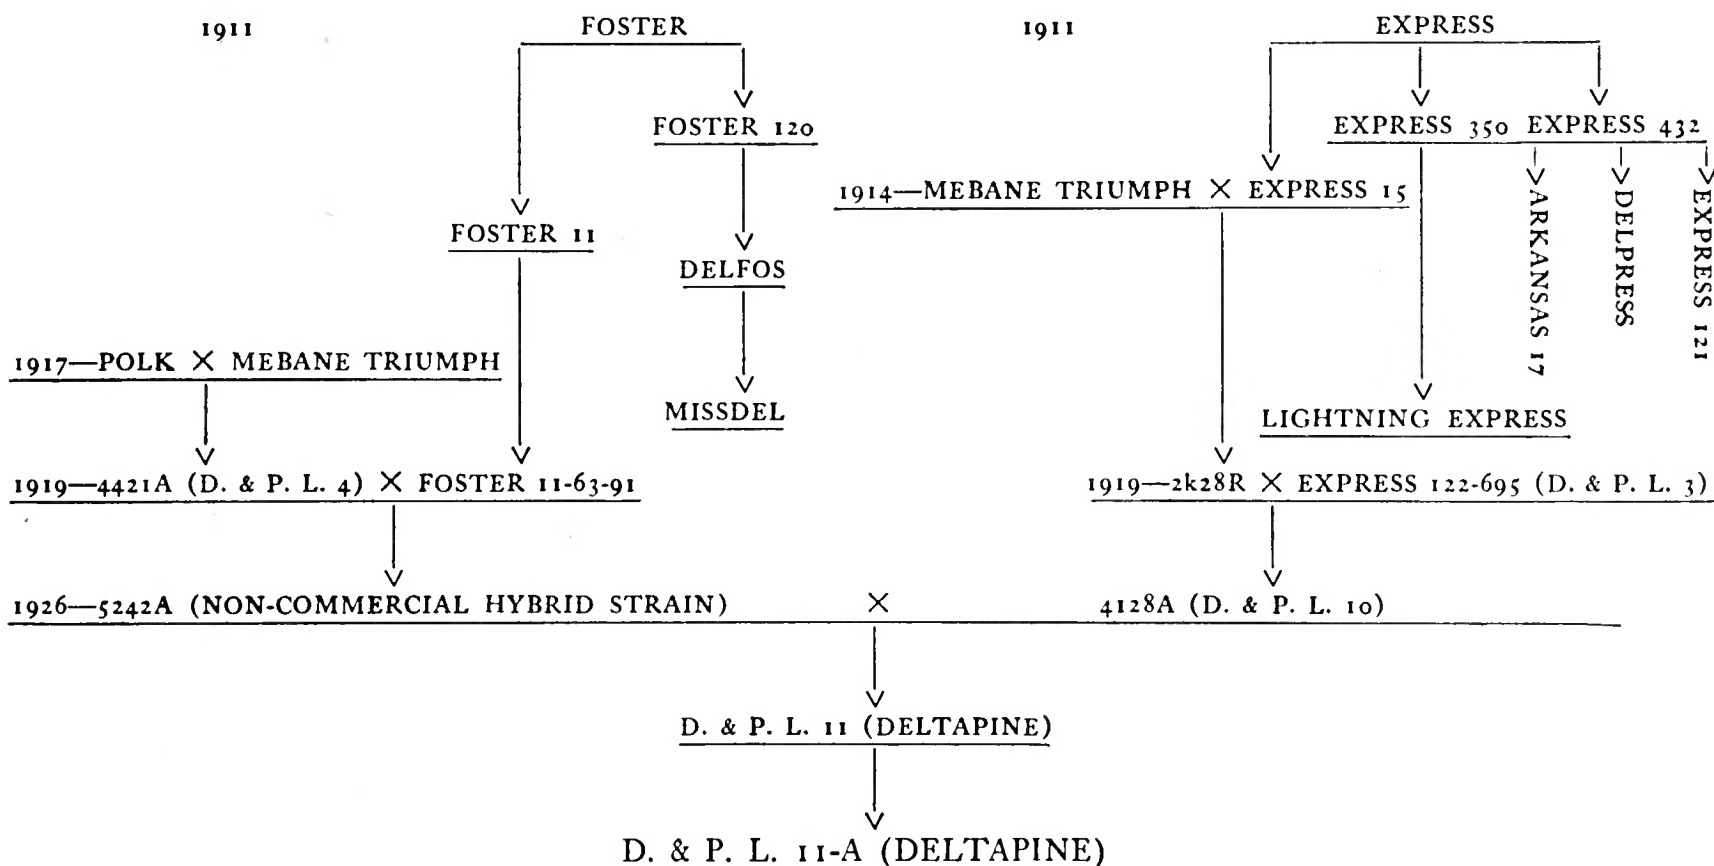 1911 FOSTER 1911 EXPRESS
FOSTER 120 EXPRESS 350 EXPRESS 432
1914—MEBANE TRIUMPH X EXPRESS 15
ARKANSAS 17
DELPRESS
EXPRESS 121
FOSTER 11
DELFOS
1917—POLK X MEBANE TRIUMPH
MISSDEL LIGHTNING EXPRESS
1919—4421A (D. & P. L. 4) X FOSTER 11-63-91 1919—2k28R X EXPRESS 122-695 (D. & P. L. 3)
1926—5242A (NON-COMMERCIAL HYBRID STRAIN) X 4128A (D. & P. L. 10)
D. & P. L. 11 (DELTAPINE)
D. & P. L. 11-A (DELTAPINE)